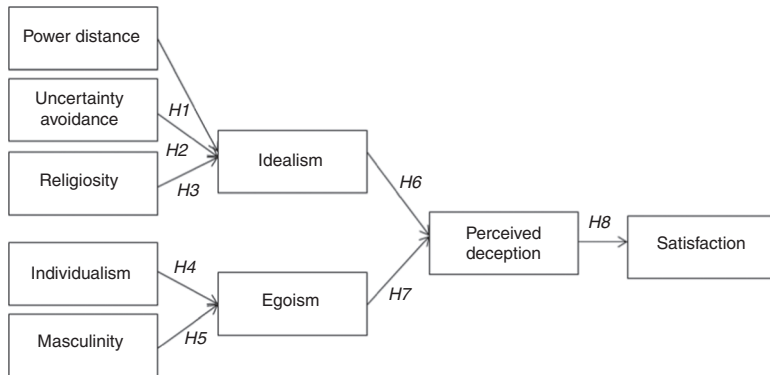 Power distance
Uncertainty
avoidance
H1
H2
Religiosity
H3
Idealism
H6
Perceived
deception
H8
Satisfaction
Individualism
H4
Egoism
H7
Masculinity
H5